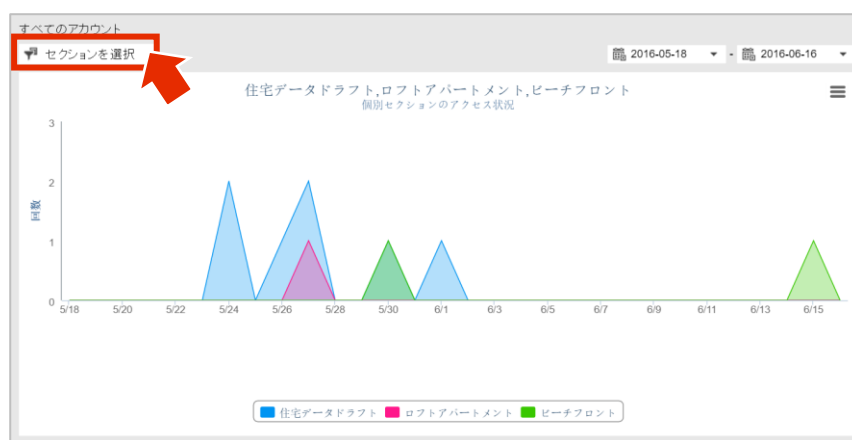 すべてのアカウント
セクションを選択
2016-05-18 - 2016-06-16
住宅データドラフト,ロフトアパートメント,ビーチフロント
個別セクションのアクセス状況
回数
3
2
1
0
5/18 5/20 5/22 5/24 5/26 5/28 5/30 6/1 6/3 6/5 6/7 6/9 6/11 6/13 6/15
住宅データドラフト ロフトアパートメント ビーチフロント